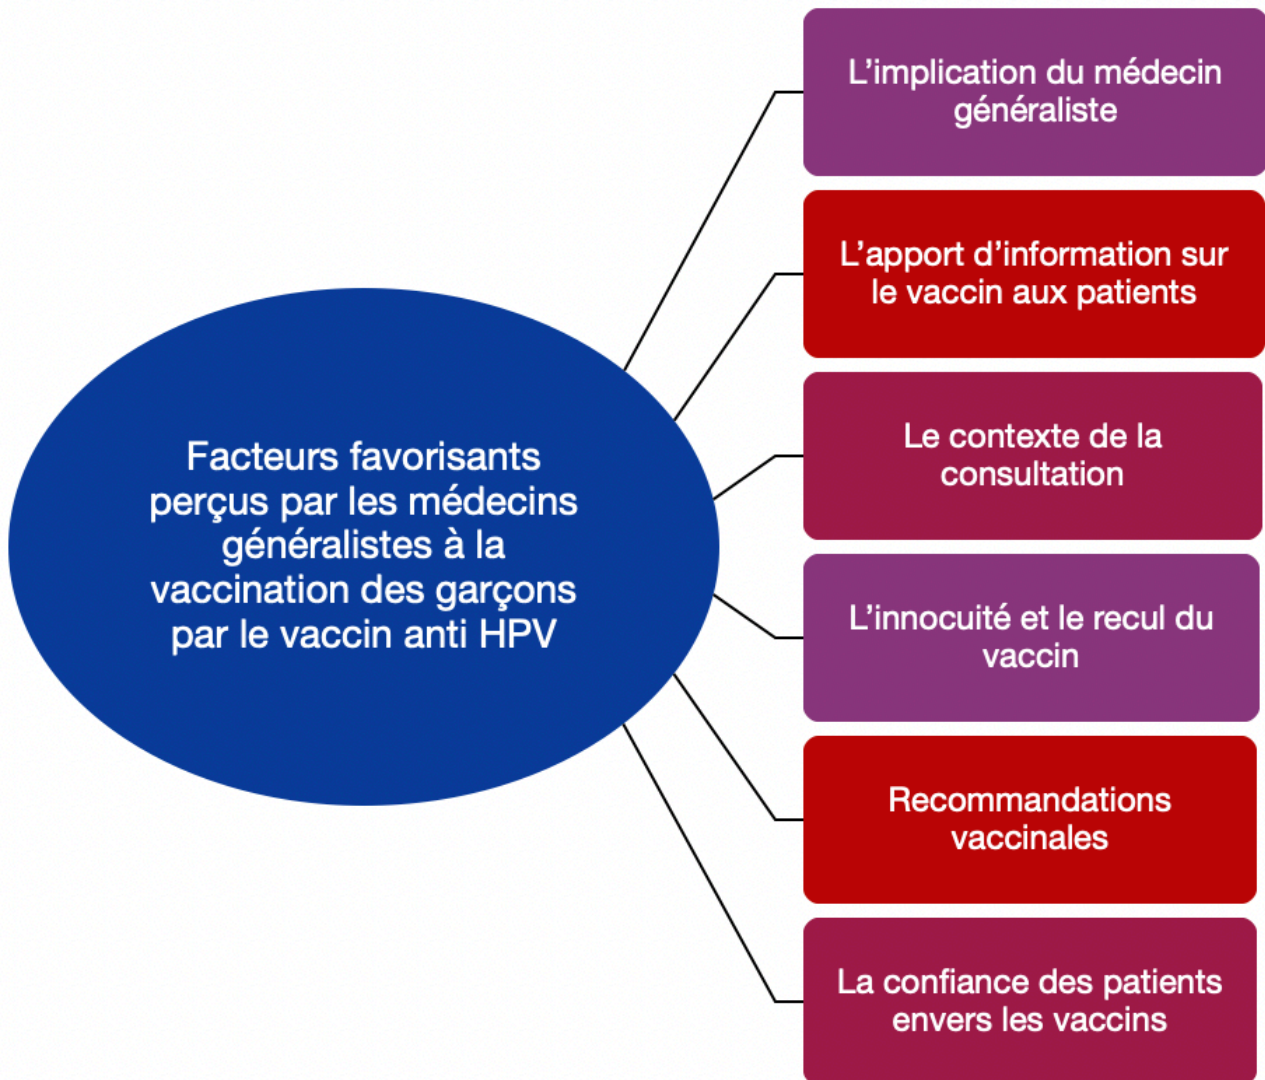 Facteurs favorisants
perçus par les médecins
généralistes à la
vaccination des garçons
par le vaccin anti HPV
L’implication du médecin
généraliste
L’apport d’information sur
le vaccin aux patients
Le contexte de la
consultation
L’innocuité et le recul du
vaccin
Recommandations
vaccinales
La confiance des patients
envers les vaccins